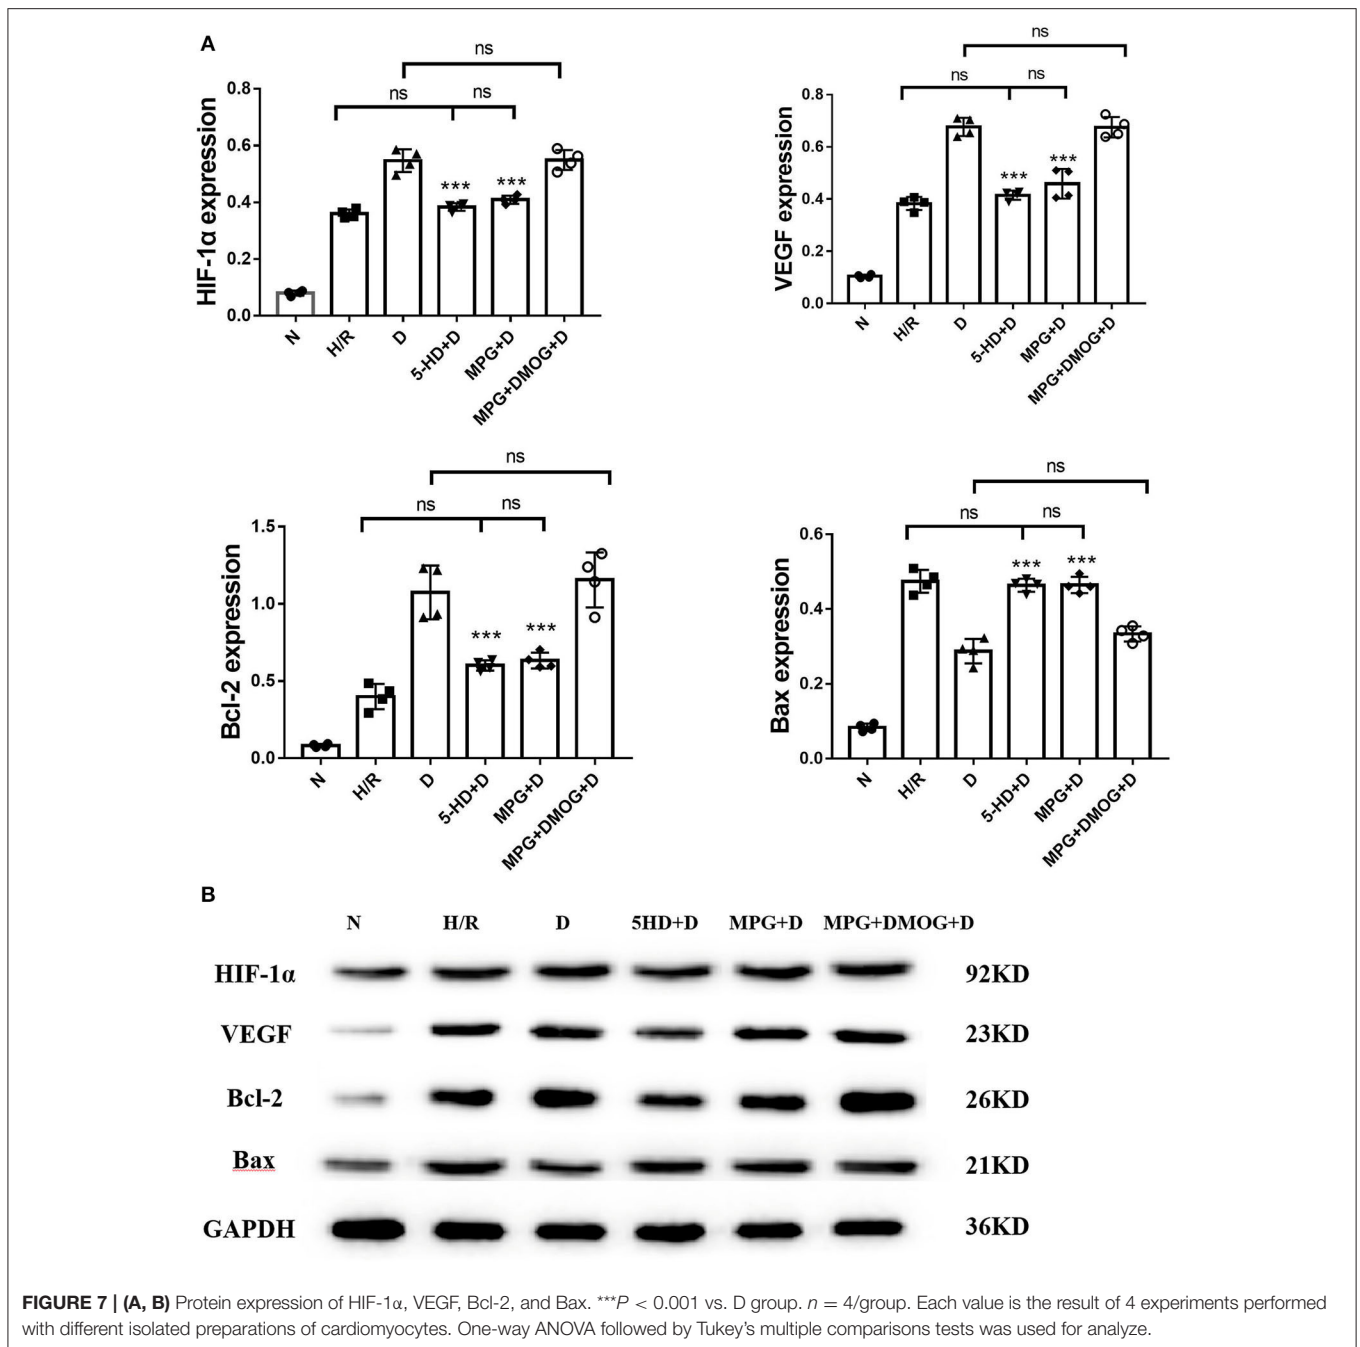 A
ns
ns
ns
HIF-1α expression
0.8
0.6
0.4
0.2
0.0
***
***
N
H/R
D
5-HD+D
MPG+D
MPG+DMOG+D
ns
ns
ns
VEGF expression
0.8
0.6
0.4
0.2
0.0
***
***
N
H/R
D
5-HD+D
MPG+D
MPG+DMOG+D
ns
ns
ns
Bcl-2 expression
1.5
1.0
0.5
0.0
***
***
N
H/R
D
5-HD+D
MPG+D
MPG+DMOG+D
ns
ns
ns
Bax expression
0.6
0.4
0.2
0.0
***
***
N
H/R
D
5-HD+D
MPG+D
MPG+DMOG+D
B
N H/R D 5HD+D MPG+D MPG+DMOG+D
HIF-1α 92KD
VEGF 23KD
Bcl-2 26KD
Bax 21KD
GAPDH 36KD
FIGURE 7 | (A, B) Protein expression of HIF-1α, VEGF, Bcl-2, and Bax. ***P < 0.001 vs. D group. n = 4/group. Each value is the result of 4 experiments performed
with different isolated preparations of cardiomyocytes. One-way ANOVA followed by Tukey's multiple comparisons tests was used for analyze.